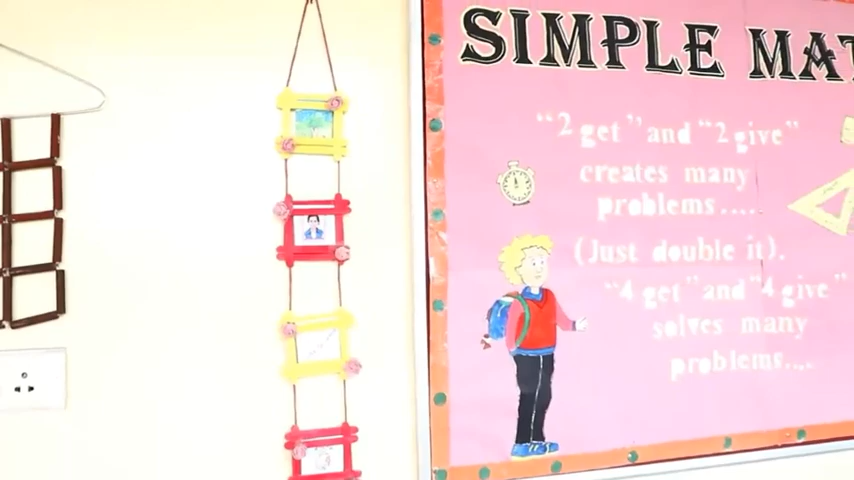 SIMPLE MAT
"2 get" and "2 give"
creates many
problems....
(Just double it).
"4 get" and "4 give"
solves many
problems....